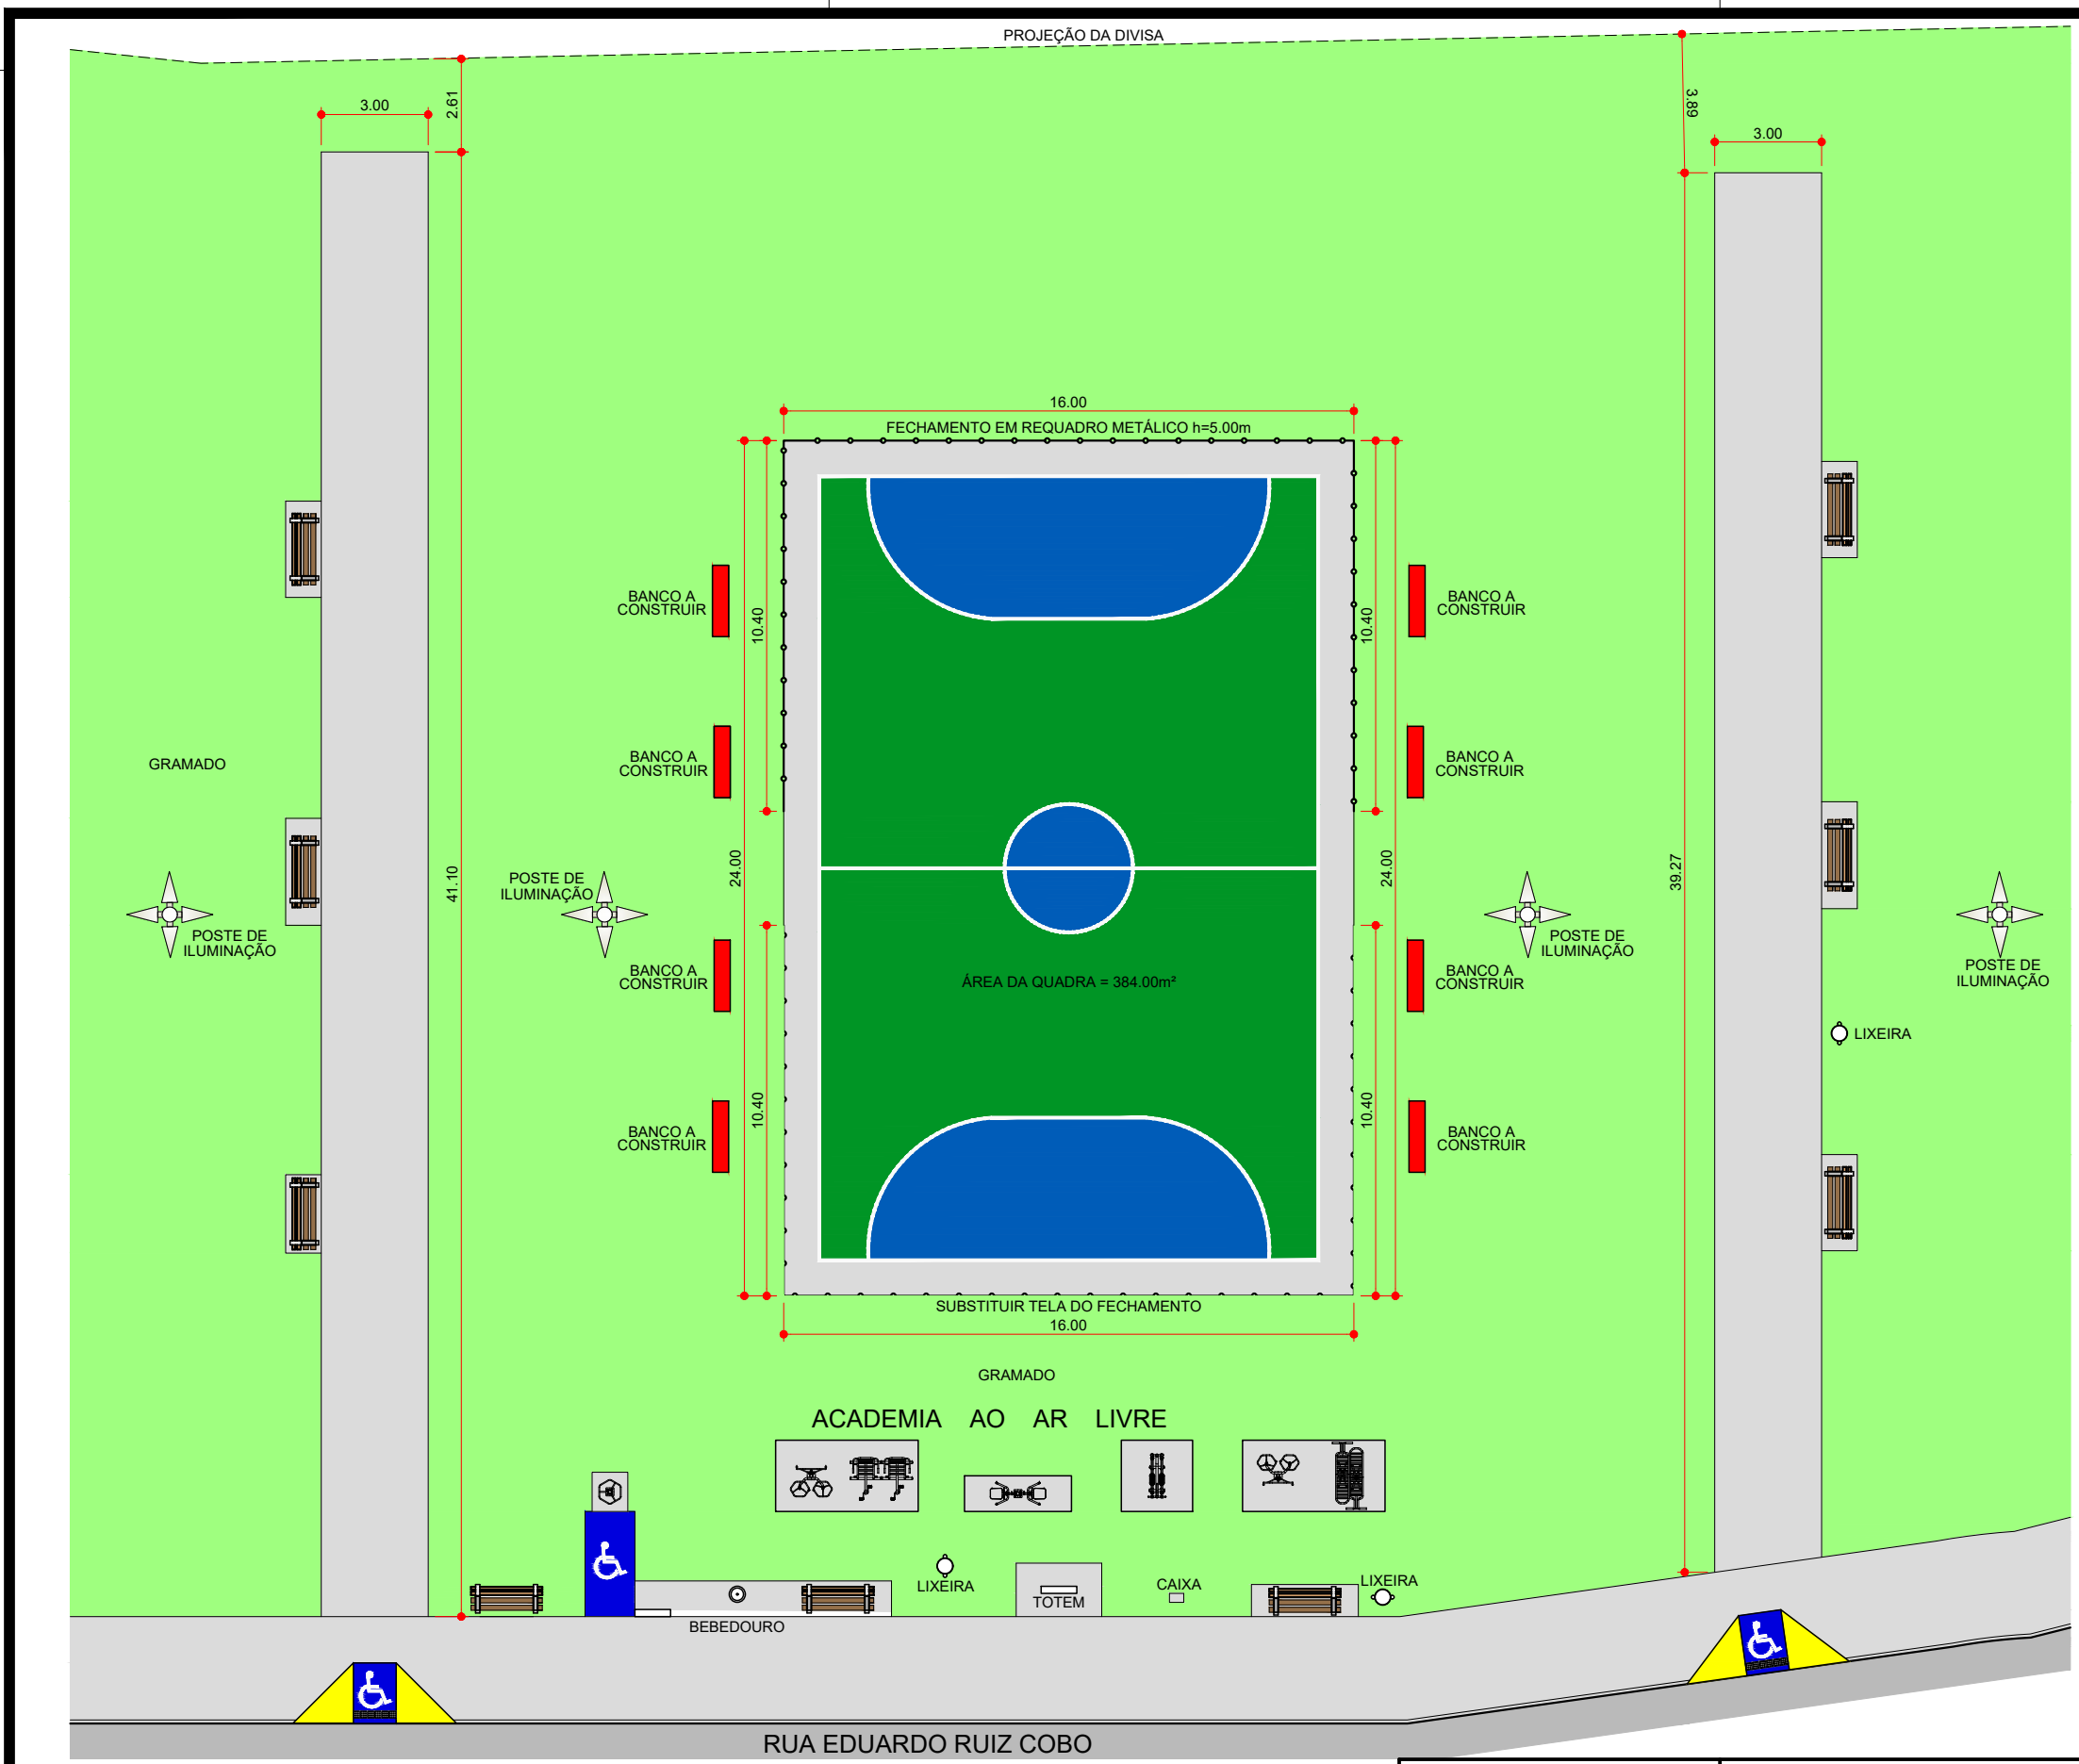 PROJEÇÃO DA DIVISA
3.00
2.61
3.89
3.00
16.00
FECHAMENTO EM REQUADRO METÁLICO h=5.00m
BANCO A
CONSTRUIR
10.40
10.40
BANCO A
CONSTRUIR
GRAMADO
BANCO A
CONSTRUIR
BANCO A
CONSTRUIR
41.10
POSTE DE
ILUMINAÇÃO
24.00
24.00
39.27
POSTE DE
ILUMINAÇÃO
POSTE DE
ILUMINAÇÃO
POSTE DE
ILUMINAÇÃO
BANCO A
CONSTRUIR
ÁREA DA QUADRA = 384.00m²
BANCO A
CONSTRUIR
LIXEIRA
10.40
10.40
BANCO A
CONSTRUIR
BANCO A
CONSTRUIR
SUBSTITUIR TELA DO FECHAMENTO
16.00
GRAMADO
ACADEMIA AO AR LIVRE
LIXEIRA
TOTEM
CAIXA
LIXEIRA
BEBEDOURO
RUA EDUARDO RUIZ COBO